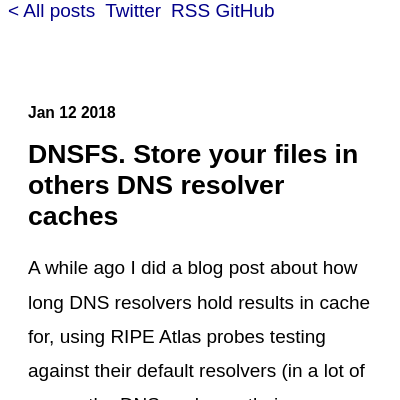 < All posts Twitter RSS GitHub
Jan 12 2018
DNSFS. Store your files in
others DNS resolver
caches
A while ago I did a blog post about how
long DNS resolvers hold results in cache
for, using RIPE Atlas probes testing
against their default resolvers (in a lot of